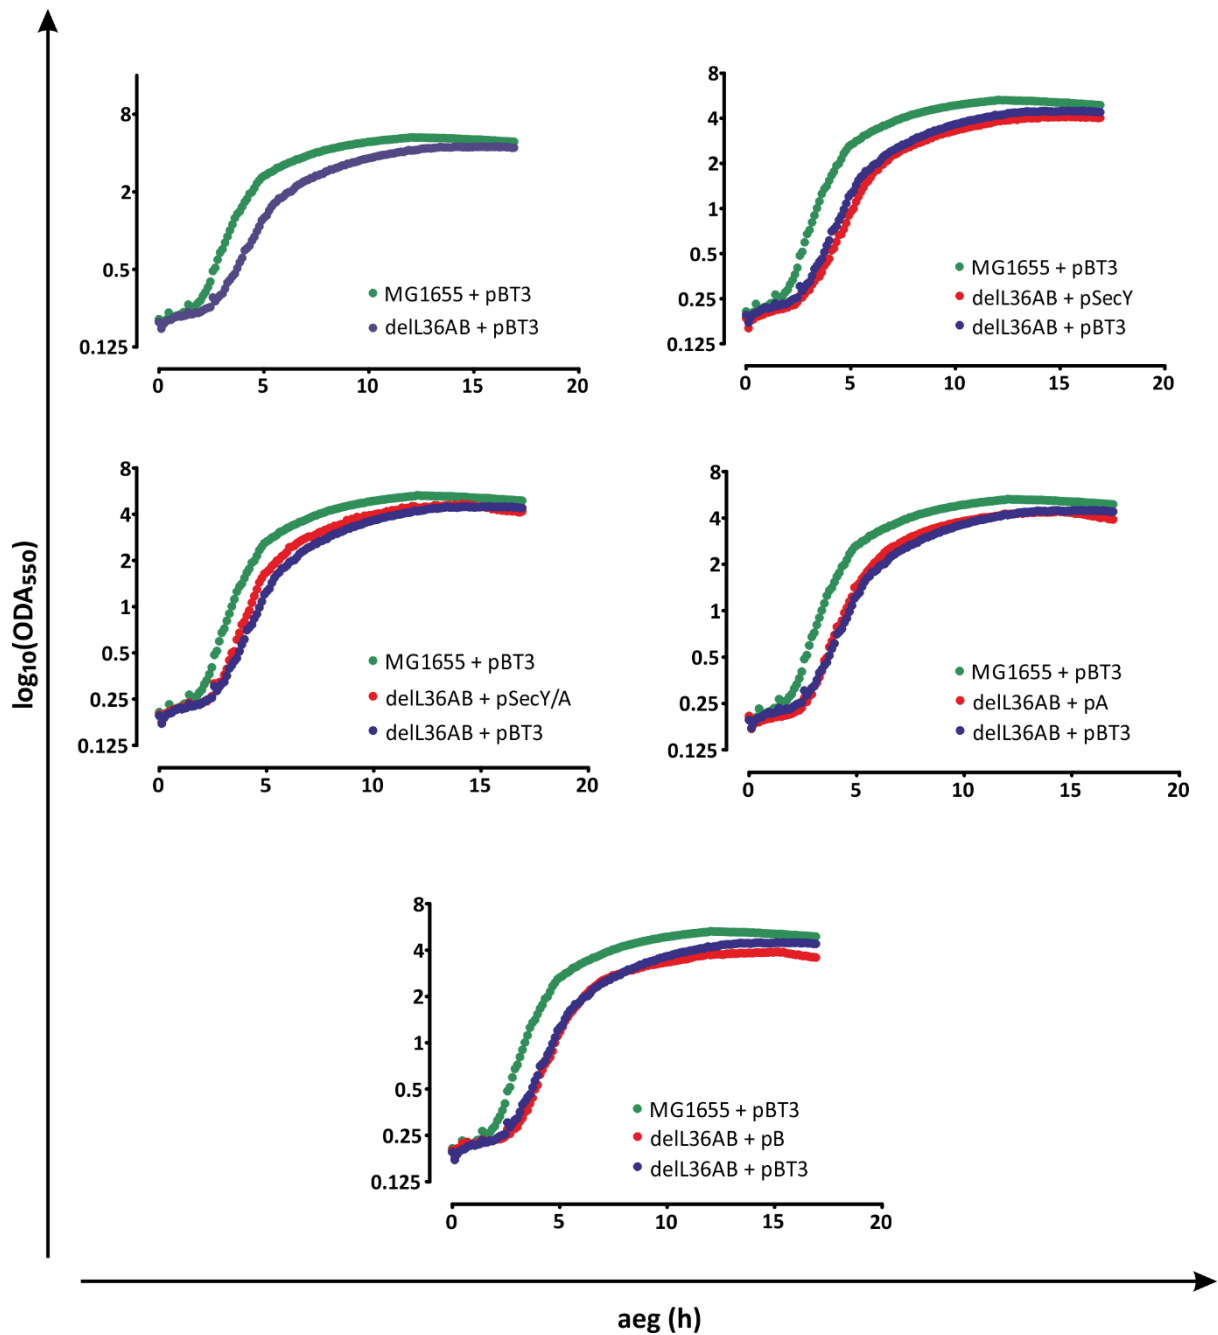 8
2
0.5
0.125
0 5 10 15 20
MG1655 + pBT3
delL36AB + pBT3
8
4
2
1
0.5
0.25
0.125
0 5 10 15 20
MG1655 + pBT3
delL36AB + pSecY
delL36AB + pBT3
8
4
2
1
0.5
0.25
0.125
0 5 10 15 20
MG1655 + pBT3
delL36AB + pSecY/A
delL36AB + pBT3
8
4
2
1
0.5
0.25
0.125
0 5 10 15 20
MG1655 + pBT3
delL36AB + pA
delL36AB + pBT3
8
4
2
1
0.5
0.25
0.125
0 5 10 15 20
MG1655 + pBT3
delL36AB + pB
delL36AB + pBT3
log₁₀(ODA₅₅₀)
aeg (h)